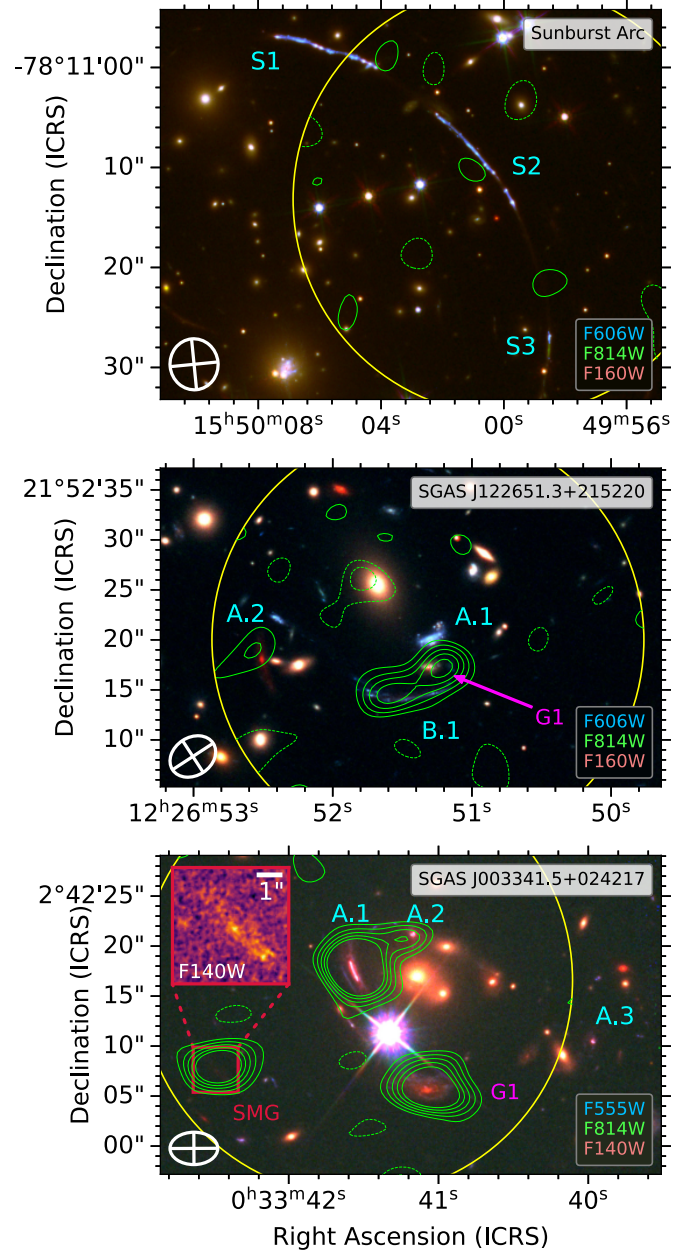 Sunburst Arc
S1
-78°11'00"
10"
S2
20"
S3
30"
Declination (ICRS)
F606W
F814W
F160W
15ʰ50ᵐ08ˢ 04ˢ 00ˢ 49ᵐ56ˢ
21°52'35"
SGAS J122651.3+215220
30"
25"
A.2
A.1
20"
15"
G1
B.1
10"
Declination (ICRS)
F606W
F814W
F160W
12ʰ26ᵐ53ˢ 52ˢ 51ˢ 50ˢ
2°42'25"
SGAS J003341.5+024217
1"
A.1
A.2
20"
F140W
15"
A.3
10"
05"
SMG
G1
00"
Declination (ICRS)
F555W
F814W
F140W
0ʰ33ᵐ42ˢ 41ˢ 40ˢ
Right Ascension (ICRS)